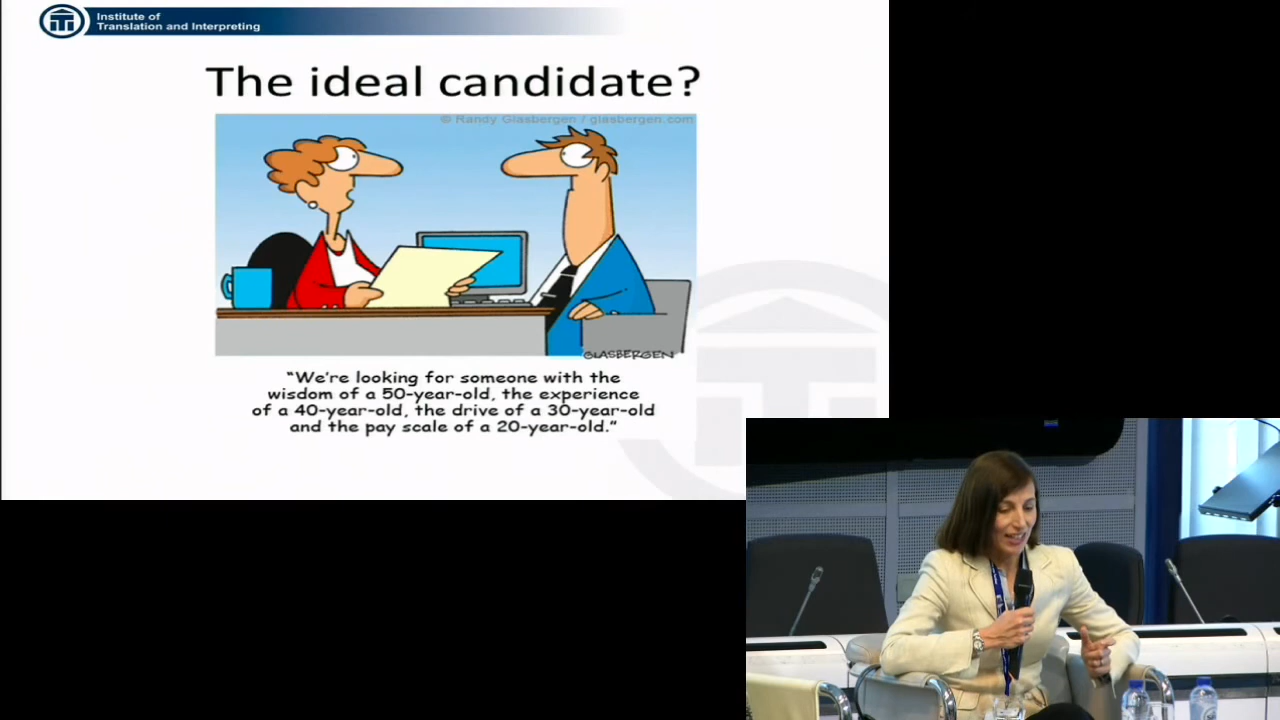 Institute of
Translation and Interpreting
The ideal candidate?
© Randy Glasbergen / glasbergen.com
GLASBERGEN
“We’re looking for someone with the
wisdom of a 50-year-old, the experience
of a 40-year-old, the drive of a 30-year-old
and the pay scale of a 20-year-old.”